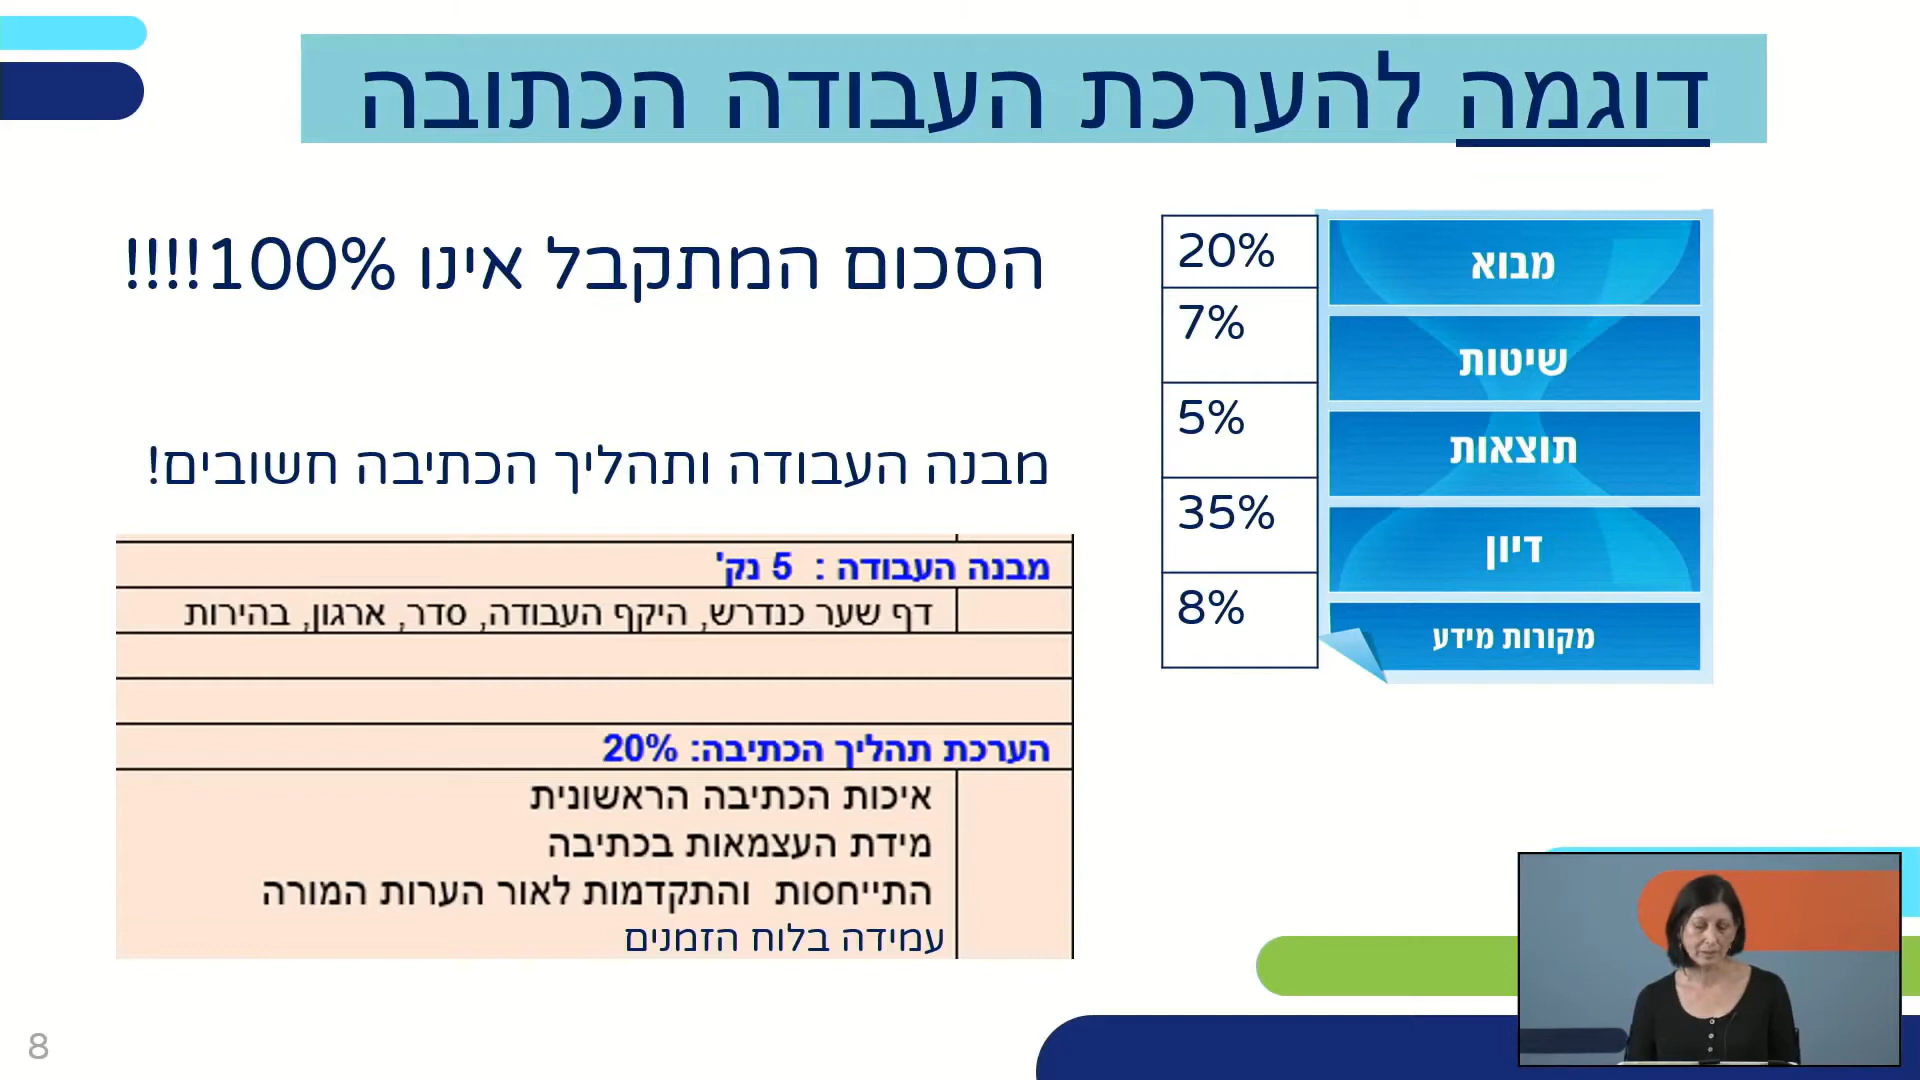 דוגמה להערכת העבודה הכתובה
מבוא 20%
שיטות 7%
תוצאות 5%
דיון 35%
מקורות מידע 8%
הסכום המתקבל אינו 100%!!!!
מבנה העבודה ותהליך הכתיבה חשובים!
מבנה העבודה : 5 נק'
דף שער כנדרש, היקף העבודה, סדר, ארגון, בהירות
הערכת תהליך הכתיבה: 20%
איכות הכתיבה הראשונית
מידת העצמאות בכתיבה
התייחסות והתקדמות לאור הערות המורה
עמידה בלוח הזמנים
8